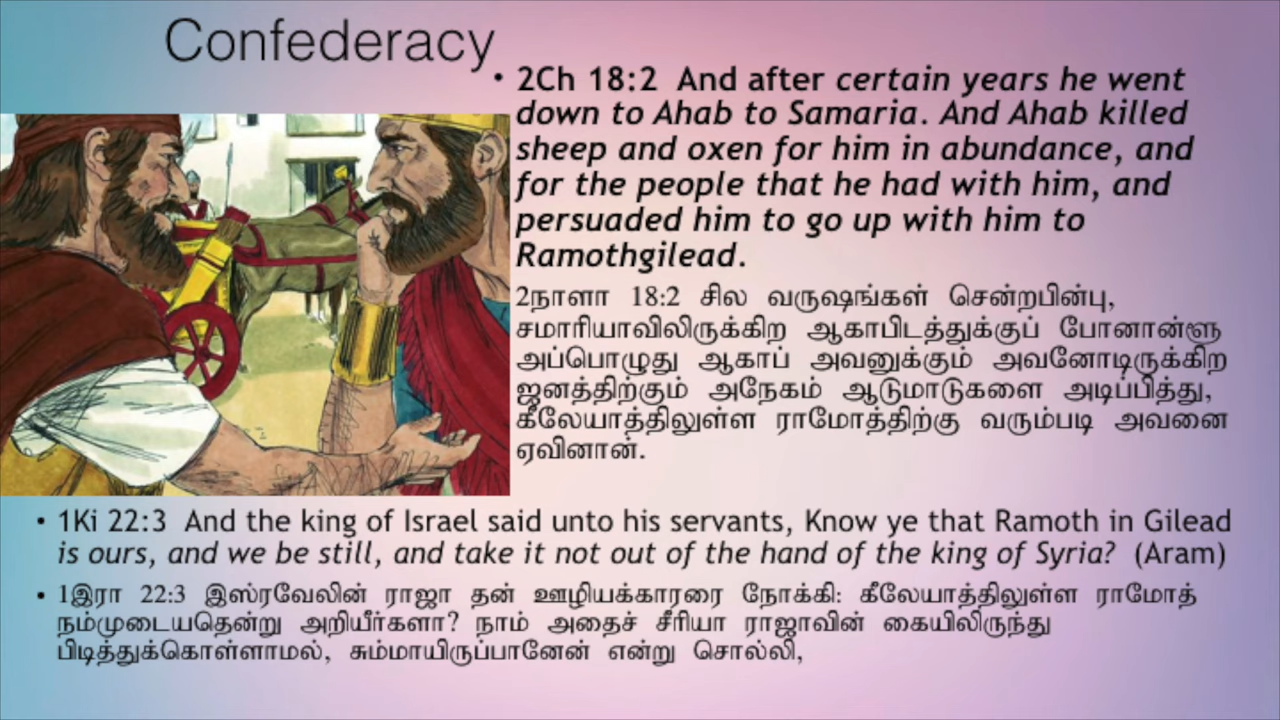 Confederacy
• 2Ch 18:2 And after certain years he went
down to Ahab to Samaria. And Ahab killed
sheep and oxen for him in abundance, and
for the people that he had with him, and
persuaded him to go up with him to
Ramothgilead.
2நாளா 18:2 சில வருஷங்கள் சென்றபின்பு,
சமாரியாவிலிருக்கிற ஆகாபிடத்துக்குப் போனான்ளூ
அப்பொழுது ஆகாப் அவனுக்கும் அவனோடிருக்கிற
ஜனத்திற்கும் அநேகம் ஆடுமாடுகளை அடிப்பித்து,
கீலேயாத்திலுள்ள ராமோத்திற்கு வரும்படி அவனை
ஏவினான்.
• 1Ki 22:3 And the king of Israel said unto his servants, Know ye that Ramoth in Gilead
is ours, and we be still, and take it not out of the hand of the king of Syria? (Aram)
• 1இரா 22:3 இஸ்ரவேலின் ராஜா தன் ஊழியக்காரரை நோக்கி: கீலேயாத்திலுள்ள ராமோத்
நம்முடையதென்று அறியீர்களா? நாம் அதைச் சீரியா ராஜாவின் கையிலிருந்து
பிடித்துக்கொள்ளாமல், சும்மாயிருப்பானேன் என்று சொல்லி,